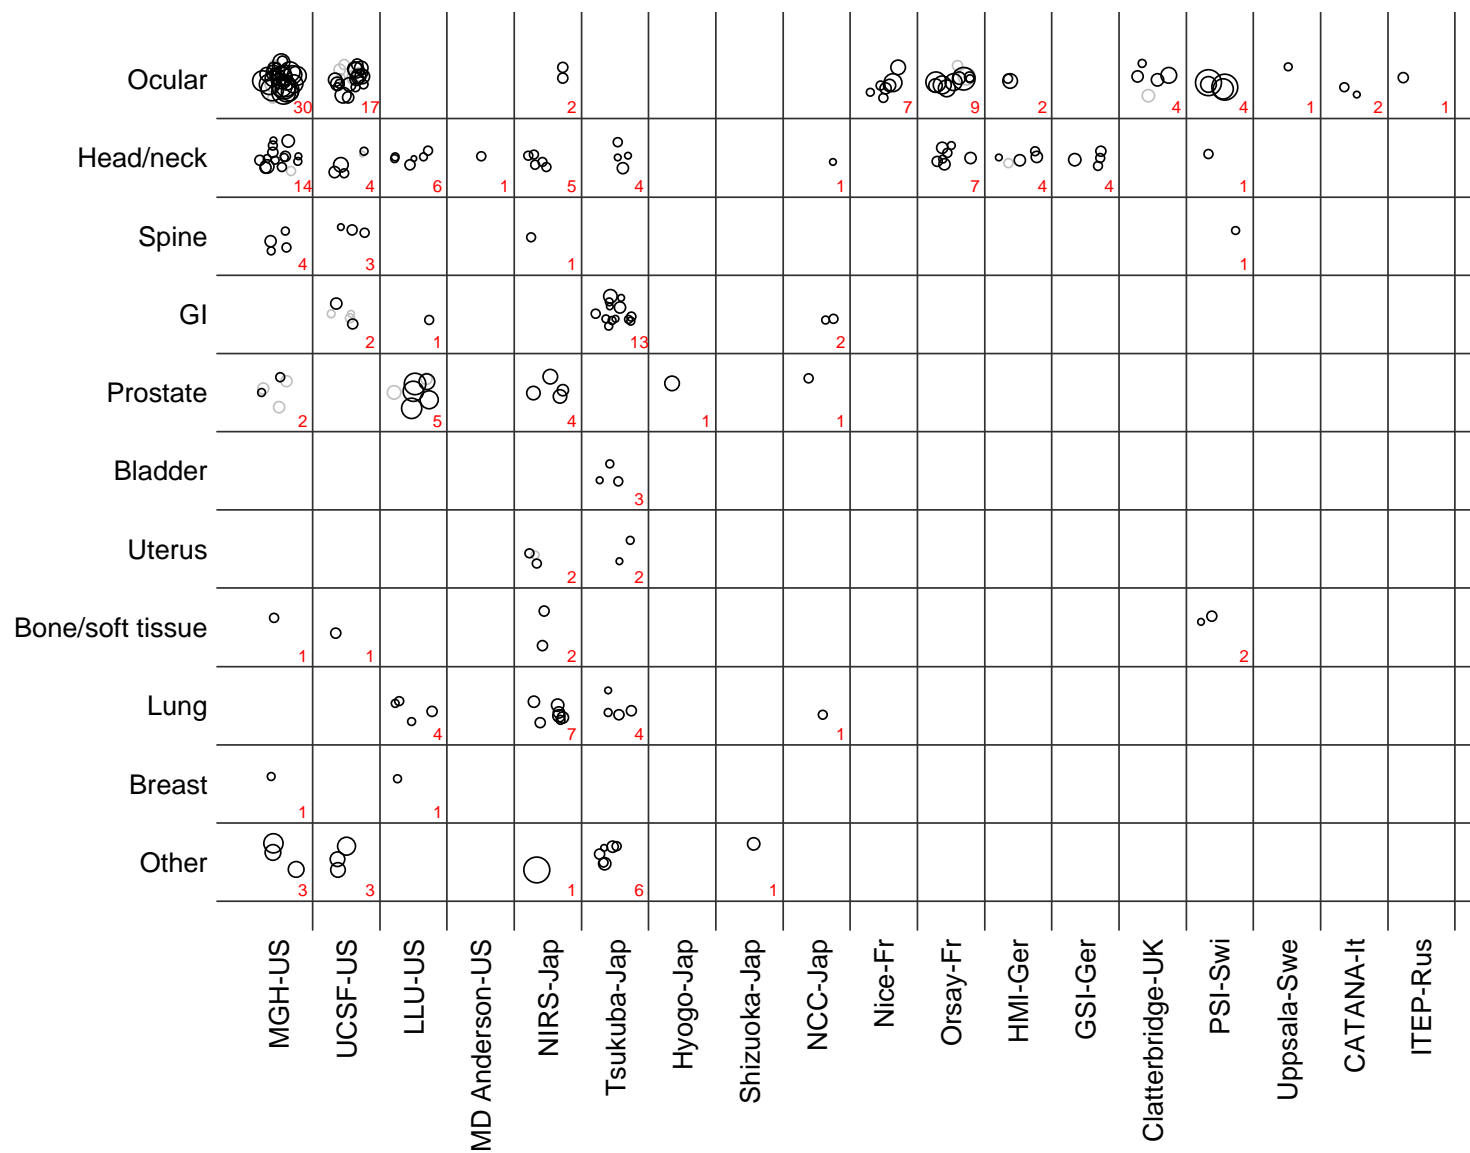 Ocular
30 17 2 7 9 2 4 4 1 2 1
Head/neck
14 4 6 1 5 4 1 7 4 4 1
Spine
4 3 1 1
GI
2 1 13 2
Prostate
2 5 4 1 1
Bladder
3
Uterus
2 2
Bone/soft tissue
1 1 2 2
Lung
4 7 4 1
Breast
1 1
Other
3 3 1 6 1
MGH-US
UCSF-US
LLU-US
MD Anderson-US
NIRS-Jap
Tsukuba-Jap
Hyogo-Jap
Shizuoka-Jap
NCC-Jap
Nice-Fr
Orsay-Fr
HMI-Ger
GSI-Ger
Clatterbridge-UK
PSI-Swi
Uppsala-Swe
CATANA-It
ITEP-Rus